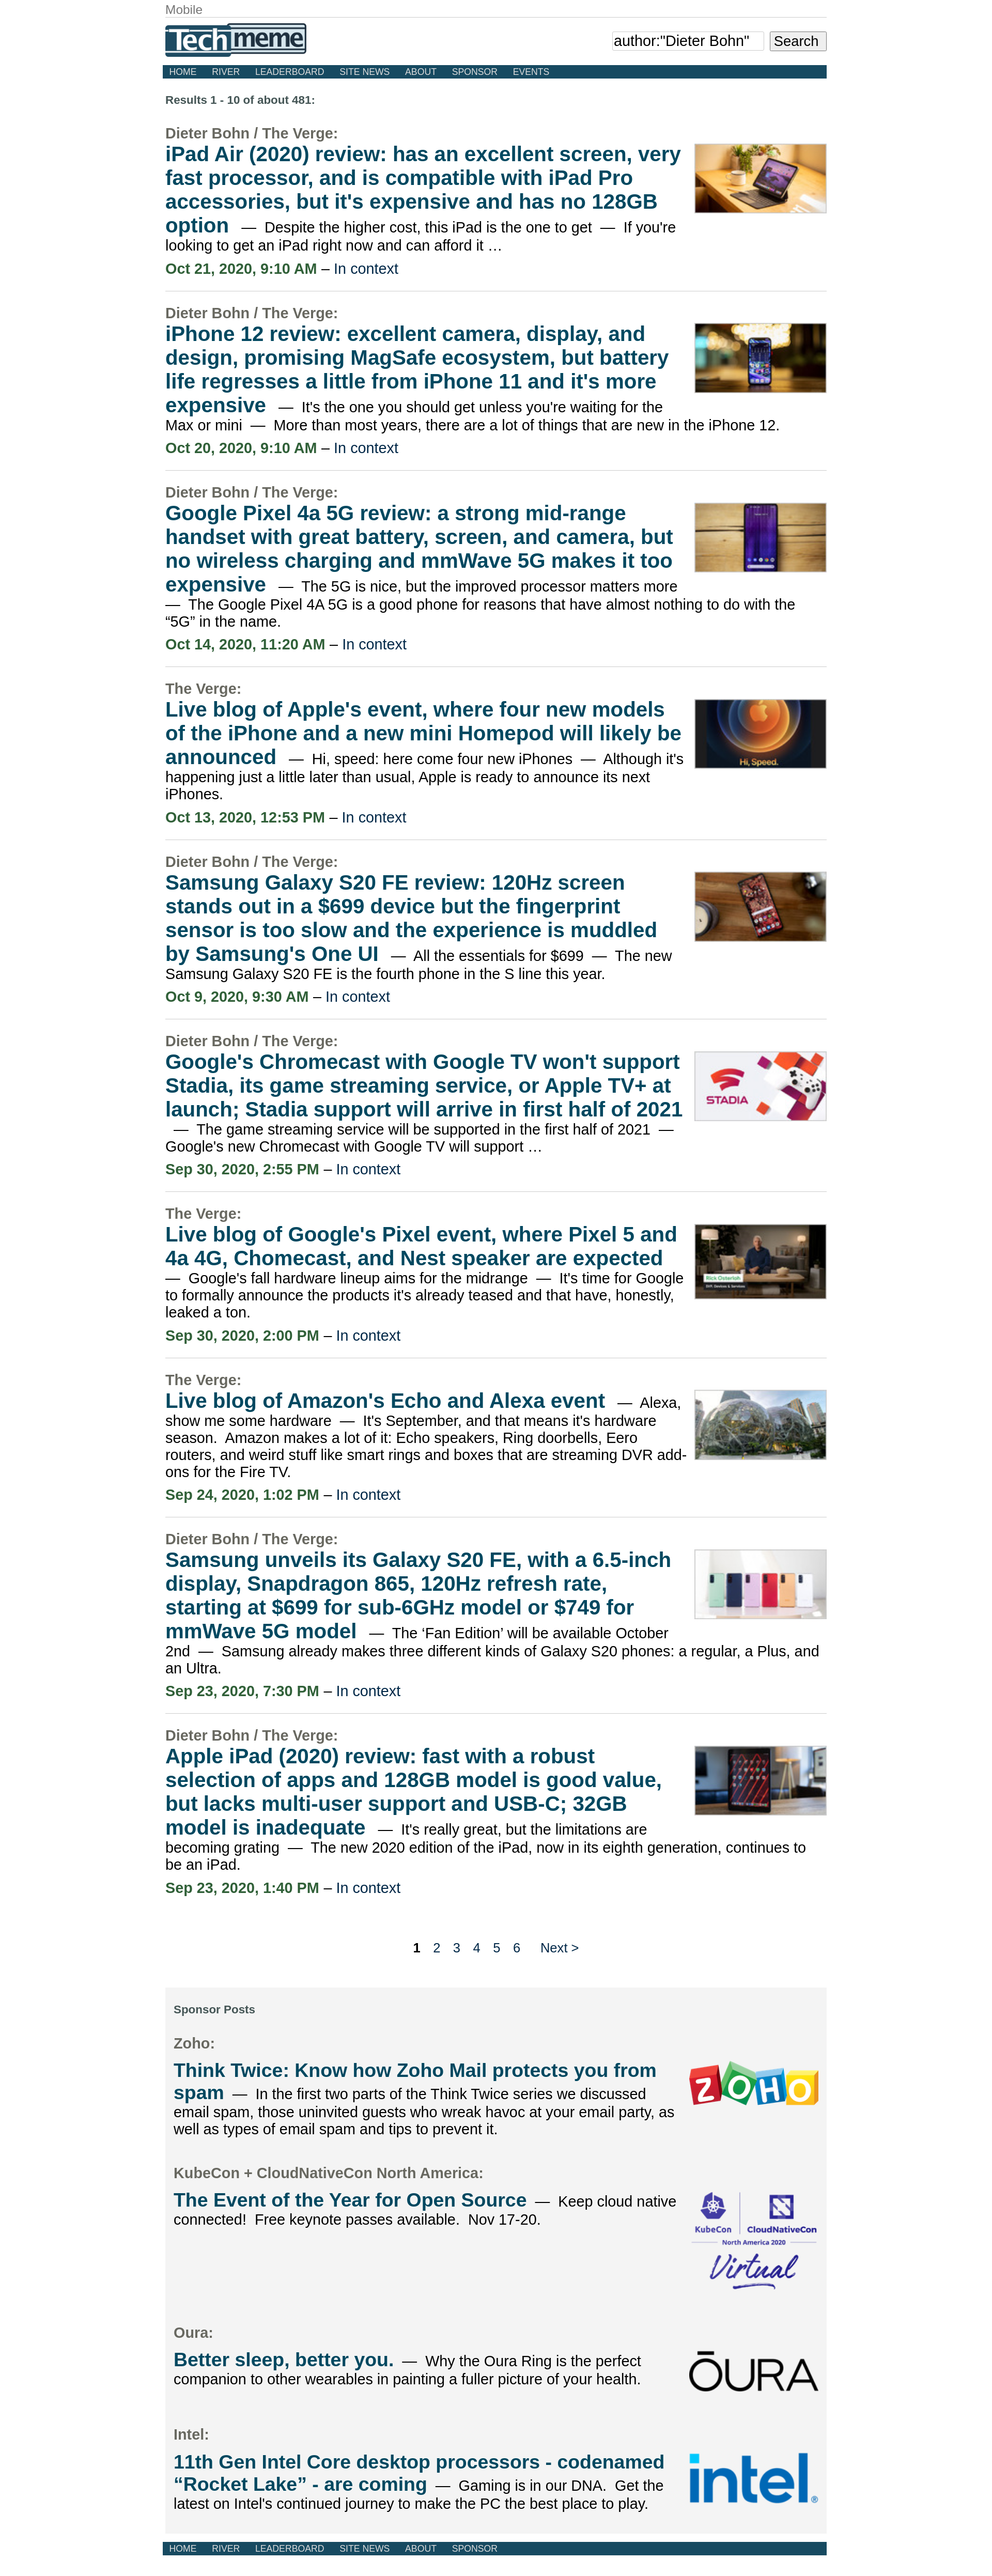 Mobile
Techmeme
author:"Dieter Bohn" Search
HOME RIVER LEADERBOARD SITE NEWS ABOUT SPONSOR EVENTS
Results 1 - 10 of about 481:
Dieter Bohn / The Verge:
iPad Air (2020) review: has an excellent screen, very
fast processor, and is compatible with iPad Pro
accessories, but it's expensive and has no 128GB
option — Despite the higher cost, this iPad is the one to get — If you're
looking to get an iPad right now and can afford it …
Oct 21, 2020, 9:10 AM – In context
Dieter Bohn / The Verge:
iPhone 12 review: excellent camera, display, and
design, promising MagSafe ecosystem, but battery
life regresses a little from iPhone 11 and it's more
expensive — It's the one you should get unless you're waiting for the
Max or mini — More than most years, there are a lot of things that are new in the iPhone 12.
Oct 20, 2020, 9:10 AM – In context
Dieter Bohn / The Verge:
Google Pixel 4a 5G review: a strong mid-range
handset with great battery, screen, and camera, but
no wireless charging and mmWave 5G makes it too
expensive — The 5G is nice, but the improved processor matters more
— The Google Pixel 4A 5G is a good phone for reasons that have almost nothing to do with the
“5G” in the name.
Oct 14, 2020, 11:20 AM – In context
The Verge:
Live blog of Apple's event, where four new models
of the iPhone and a new mini Homepod will likely be
announced — Hi, speed: here come four new iPhones — Although it's
happening just a little later than usual, Apple is ready to announce its next
iPhones.
Hi, Speed.
Oct 13, 2020, 12:53 PM – In context
Dieter Bohn / The Verge:
Samsung Galaxy S20 FE review: 120Hz screen
stands out in a $699 device but the fingerprint
sensor is too slow and the experience is muddled
by Samsung's One UI — All the essentials for $699 — The new
Samsung Galaxy S20 FE is the fourth phone in the S line this year.
Oct 9, 2020, 9:30 AM – In context
Dieter Bohn / The Verge:
Google's Chromecast with Google TV won't support
Stadia, its game streaming service, or Apple TV+ at
launch; Stadia support will arrive in first half of 2021
— The game streaming service will be supported in the first half of 2021 —
Google's new Chromecast with Google TV will support …
STADIA
Sep 30, 2020, 2:55 PM – In context
The Verge:
Live blog of Google's Pixel event, where Pixel 5 and
4a 4G, Chomecast, and Nest speaker are expected
— Google's fall hardware lineup aims for the midrange — It's time for Google
to formally announce the products it's already teased and that have, honestly,
leaked a ton.
Rick Osterloh
Sep 30, 2020, 2:00 PM – In context
The Verge:
Live blog of Amazon's Echo and Alexa event — Alexa,
show me some hardware — It's September, and that means it's hardware
season. Amazon makes a lot of it: Echo speakers, Ring doorbells, Eero
routers, and weird stuff like smart rings and boxes that are streaming DVR add-
ons for the Fire TV.
Sep 24, 2020, 1:02 PM – In context
Dieter Bohn / The Verge:
Samsung unveils its Galaxy S20 FE, with a 6.5-inch
display, Snapdragon 865, 120Hz refresh rate,
starting at $699 for sub-6GHz model or $749 for
mmWave 5G model — The ‘Fan Edition’ will be available October
2nd — Samsung already makes three different kinds of Galaxy S20 phones: a regular, a Plus, and
an Ultra.
Sep 23, 2020, 7:30 PM – In context
Dieter Bohn / The Verge:
Apple iPad (2020) review: fast with a robust
selection of apps and 128GB model is good value,
but lacks multi-user support and USB-C; 32GB
model is inadequate — It's really great, but the limitations are
becoming grating — The new 2020 edition of the iPad, now in its eighth generation, continues to
be an iPad.
Sep 23, 2020, 1:40 PM – In context
1 2 3 4 5 6 Next >
Sponsor Posts
Zoho:
Think Twice: Know how Zoho Mail protects you from
spam — In the first two parts of the Think Twice series we discussed
email spam, those uninvited guests who wreak havoc at your email party, as
well as types of email spam and tips to prevent it.
ZOHO
KubeCon + CloudNativeCon North America:
The Event of the Year for Open Source — Keep cloud native
connected! Free keynote passes available. Nov 17-20.
KubeCon CloudNativeCon
North America 2020
Virtual
Oura:
Better sleep, better you. — Why the Oura Ring is the perfect
companion to other wearables in painting a fuller picture of your health.
ŌURA
Intel:
11th Gen Intel Core desktop processors - codenamed
“Rocket Lake” - are coming — Gaming is in our DNA. Get the
latest on Intel's continued journey to make the PC the best place to play.
intel®
HOME RIVER LEADERBOARD SITE NEWS ABOUT SPONSOR